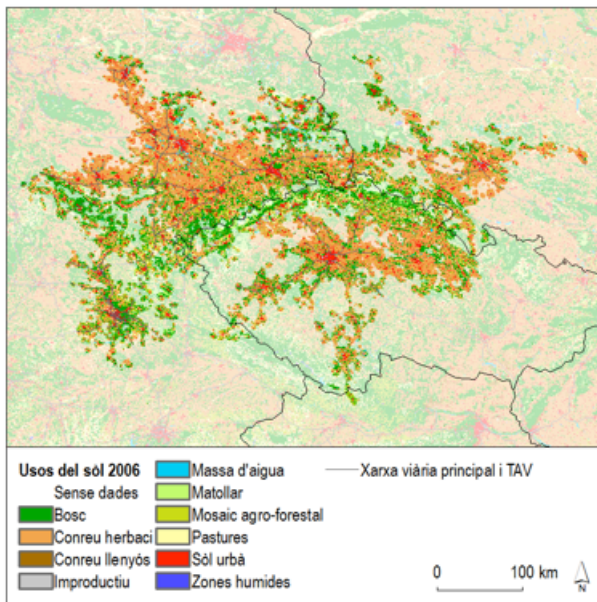 Usos del sòl 2006
Sense dades
Bosc
Conreu herbaci
Conreu llenyós
Improductiu
Massa d'aigua
Matollar
Mosaic agro-forestal
Pastures
Sòl urbà
Zones humides
Xarxa viària principal i TAV
0 100 km
N